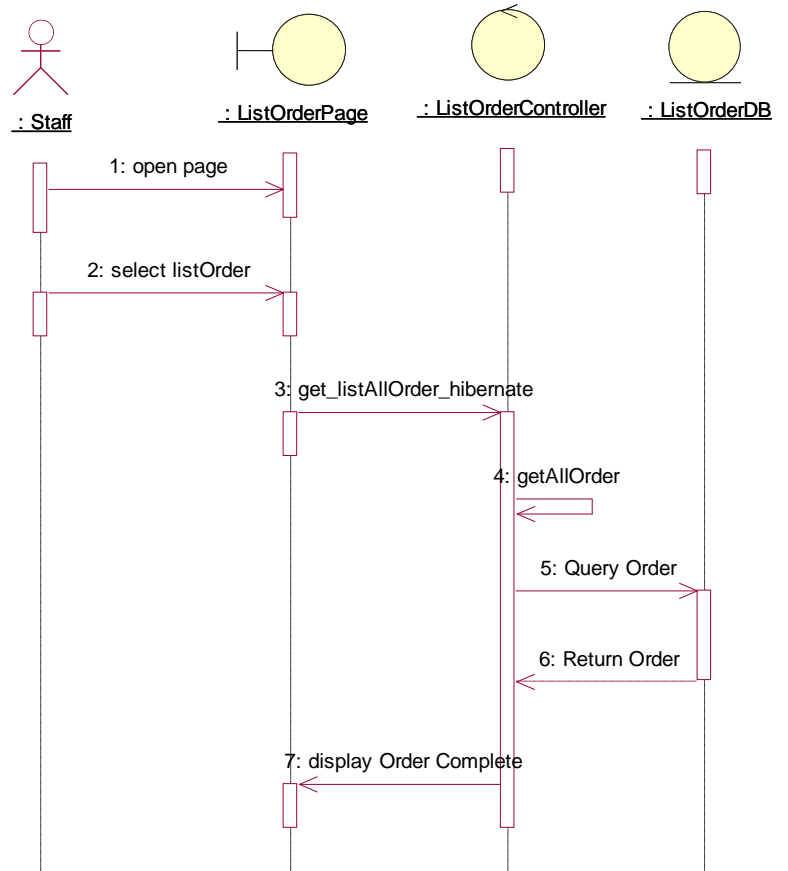 : Staff
: ListOrderPage
: ListOrderController
: ListOrderDB
1: open page
2: select listOrder
3: get_listAllOrder_hibernate
4: getAllOrder
5: Query Order
6: Return Order
7: display Order Complete